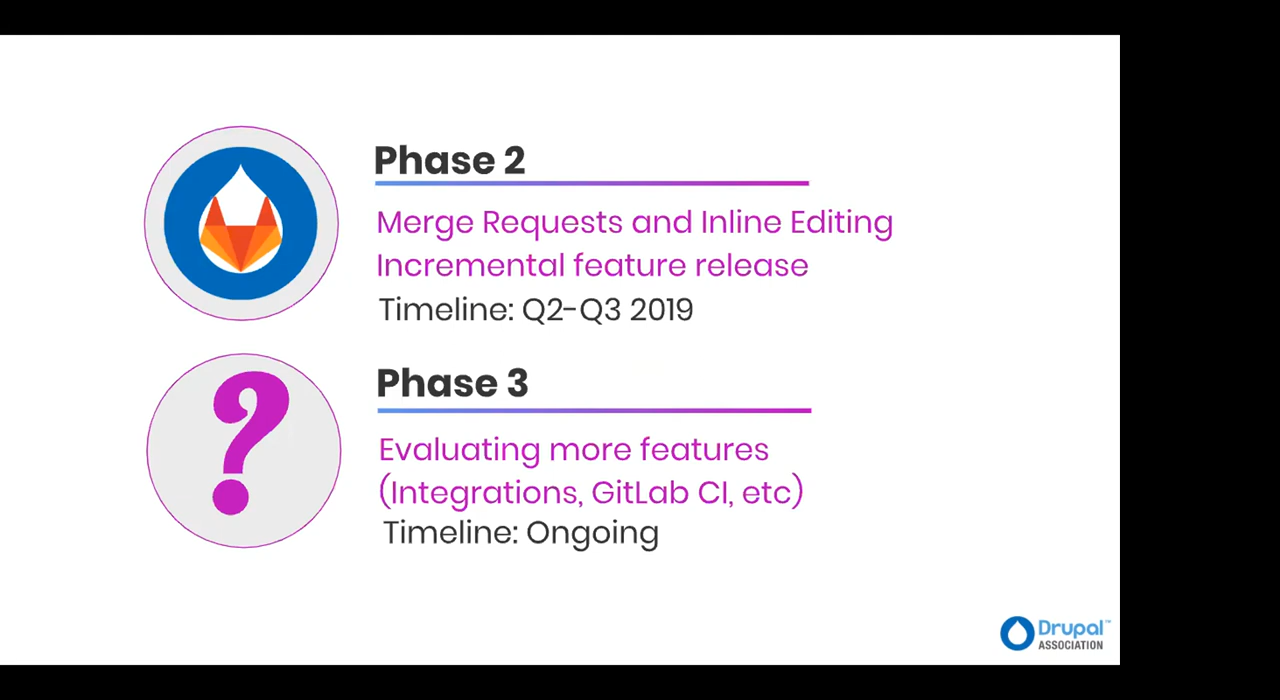 Phase 2
Merge Requests and Inline Editing
Incremental feature release
Timeline: Q2-Q3 2019
Phase 3
Evaluating more features
(Integrations, GitLab CI, etc)
Timeline: Ongoing
Drupal™
ASSOCIATION